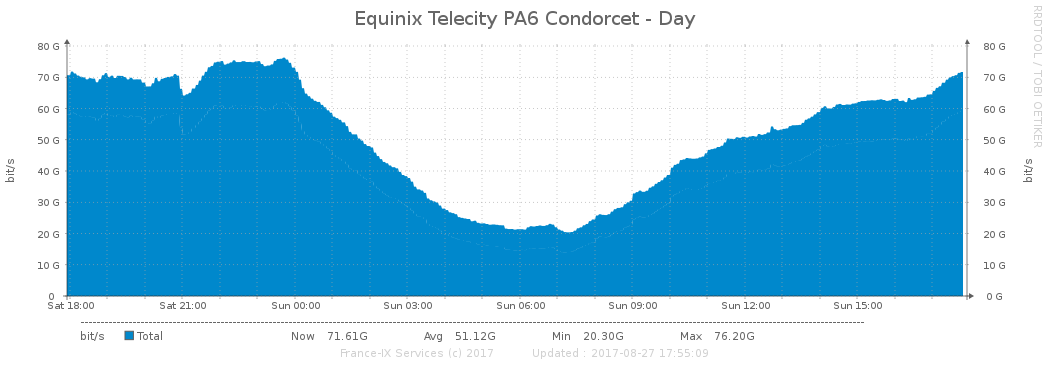 Equinix Telecity PA6 Condorcet - Day
RRDTOOL / TOBI OETIKER
80 G 80 G
70 G 70 G
60 G 60 G
50 G 50 G
40 G 40 G
30 G 30 G
20 G 20 G
10 G 10 G
0 0 G
bit/s bit/s
Sat 18:00 Sat 21:00 Sun 00:00 Sun 03:00 Sun 06:00 Sun 09:00 Sun 12:00 Sun 15:00
bit/s Total Now 71.61G Avg 51.12G Min 20.30G Max 76.20G
France-IX Services (c) 2017 Updated : 2017-08-27 17:55:09